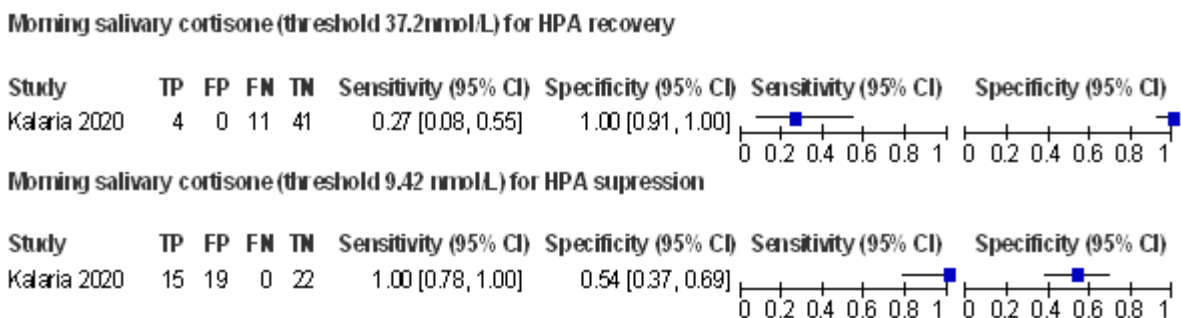 Morning salivary cortisone (threshold 37.2nmol/L) for HPA recovery
Study TP FP FN TN Sensitivity (95% CI) Specificity (95% CI) Sensitivity (95% CI) Specificity (95% CI)
Kalaria 2020 4 0 11 41 0.27 [0.08, 0.55] 1.00 [0.91, 1.00]
0 0.2 0.4 0.6 0.8 1 0 0.2 0.4 0.6 0.8 1
Morning salivary cortisone (threshold 9.42 nmol/L) for HPA supression
Study TP FP FN TN Sensitivity (95% CI) Specificity (95% CI) Sensitivity (95% CI) Specificity (95% CI)
Kalaria 2020 15 19 0 22 1.00 [0.78, 1.00] 0.54 [0.37, 0.69]
0 0.2 0.4 0.6 0.8 1 0 0.2 0.4 0.6 0.8 1